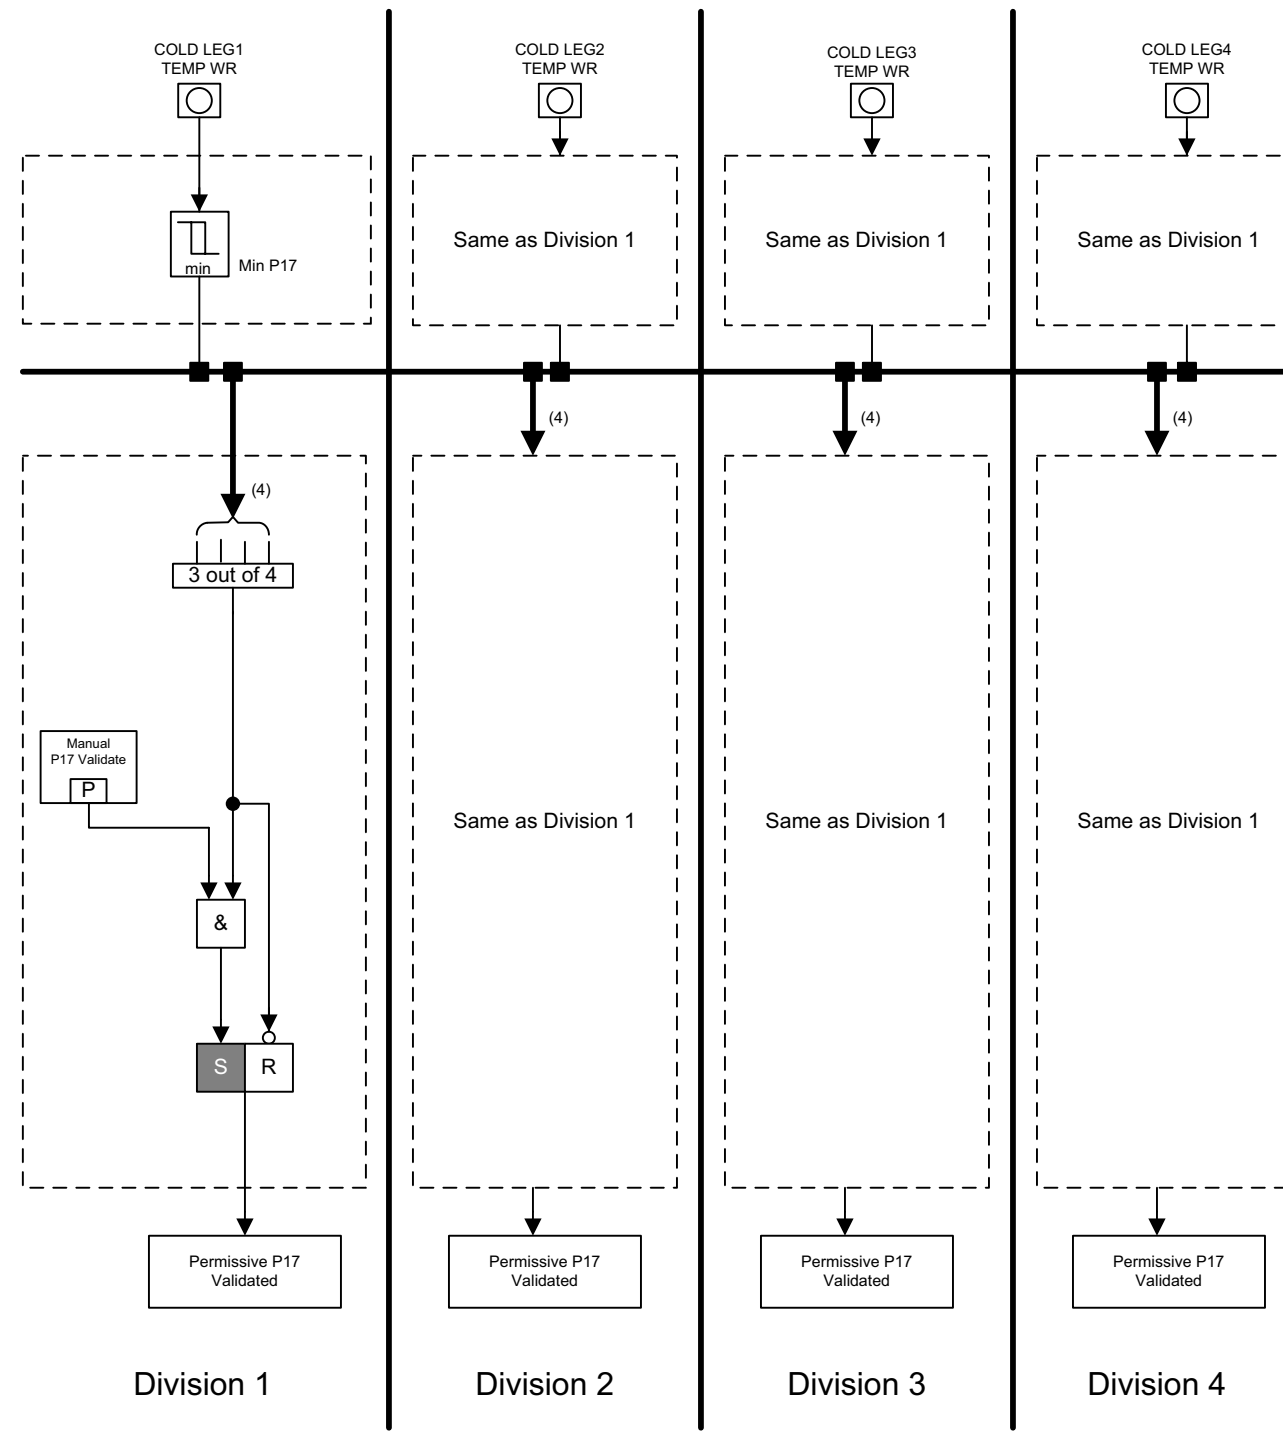 COLD LEG1
TEMP WR
COLD LEG2
TEMP WR
COLD LEG3
TEMP WR
COLD LEG4
TEMP WR
min
Min P17
Same as Division 1
Same as Division 1
Same as Division 1
(4)
(4)
(4)
(4)
3 out of 4
Manual
P17 Validate
P
Same as Division 1
Same as Division 1
Same as Division 1
&
S
R
Permissive P17
Validated
Permissive P17
Validated
Permissive P17
Validated
Permissive P17
Validated
Division 1
Division 2
Division 3
Division 4